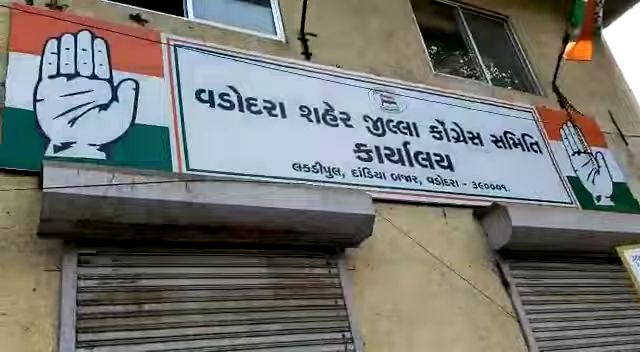 વડોદરા શહેર જીલ્લા કોંગ્રેસ સમિતિ
કાર્યાલય
લકડીપુલ, દાંડિયા બજાર, વડોદરા - ૩૯૦૦૦૧.